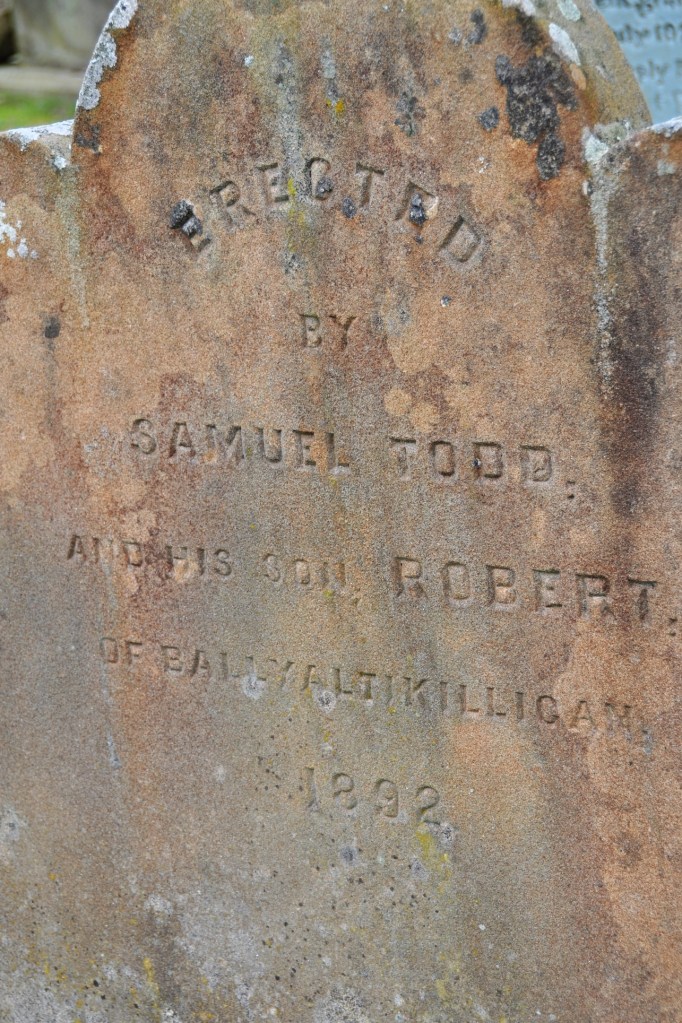 ERECTED
BY
SAMUEL TODD,
AND HIS SON, ROBERT,
OF BALLYALTIKILLIGAN,
1892